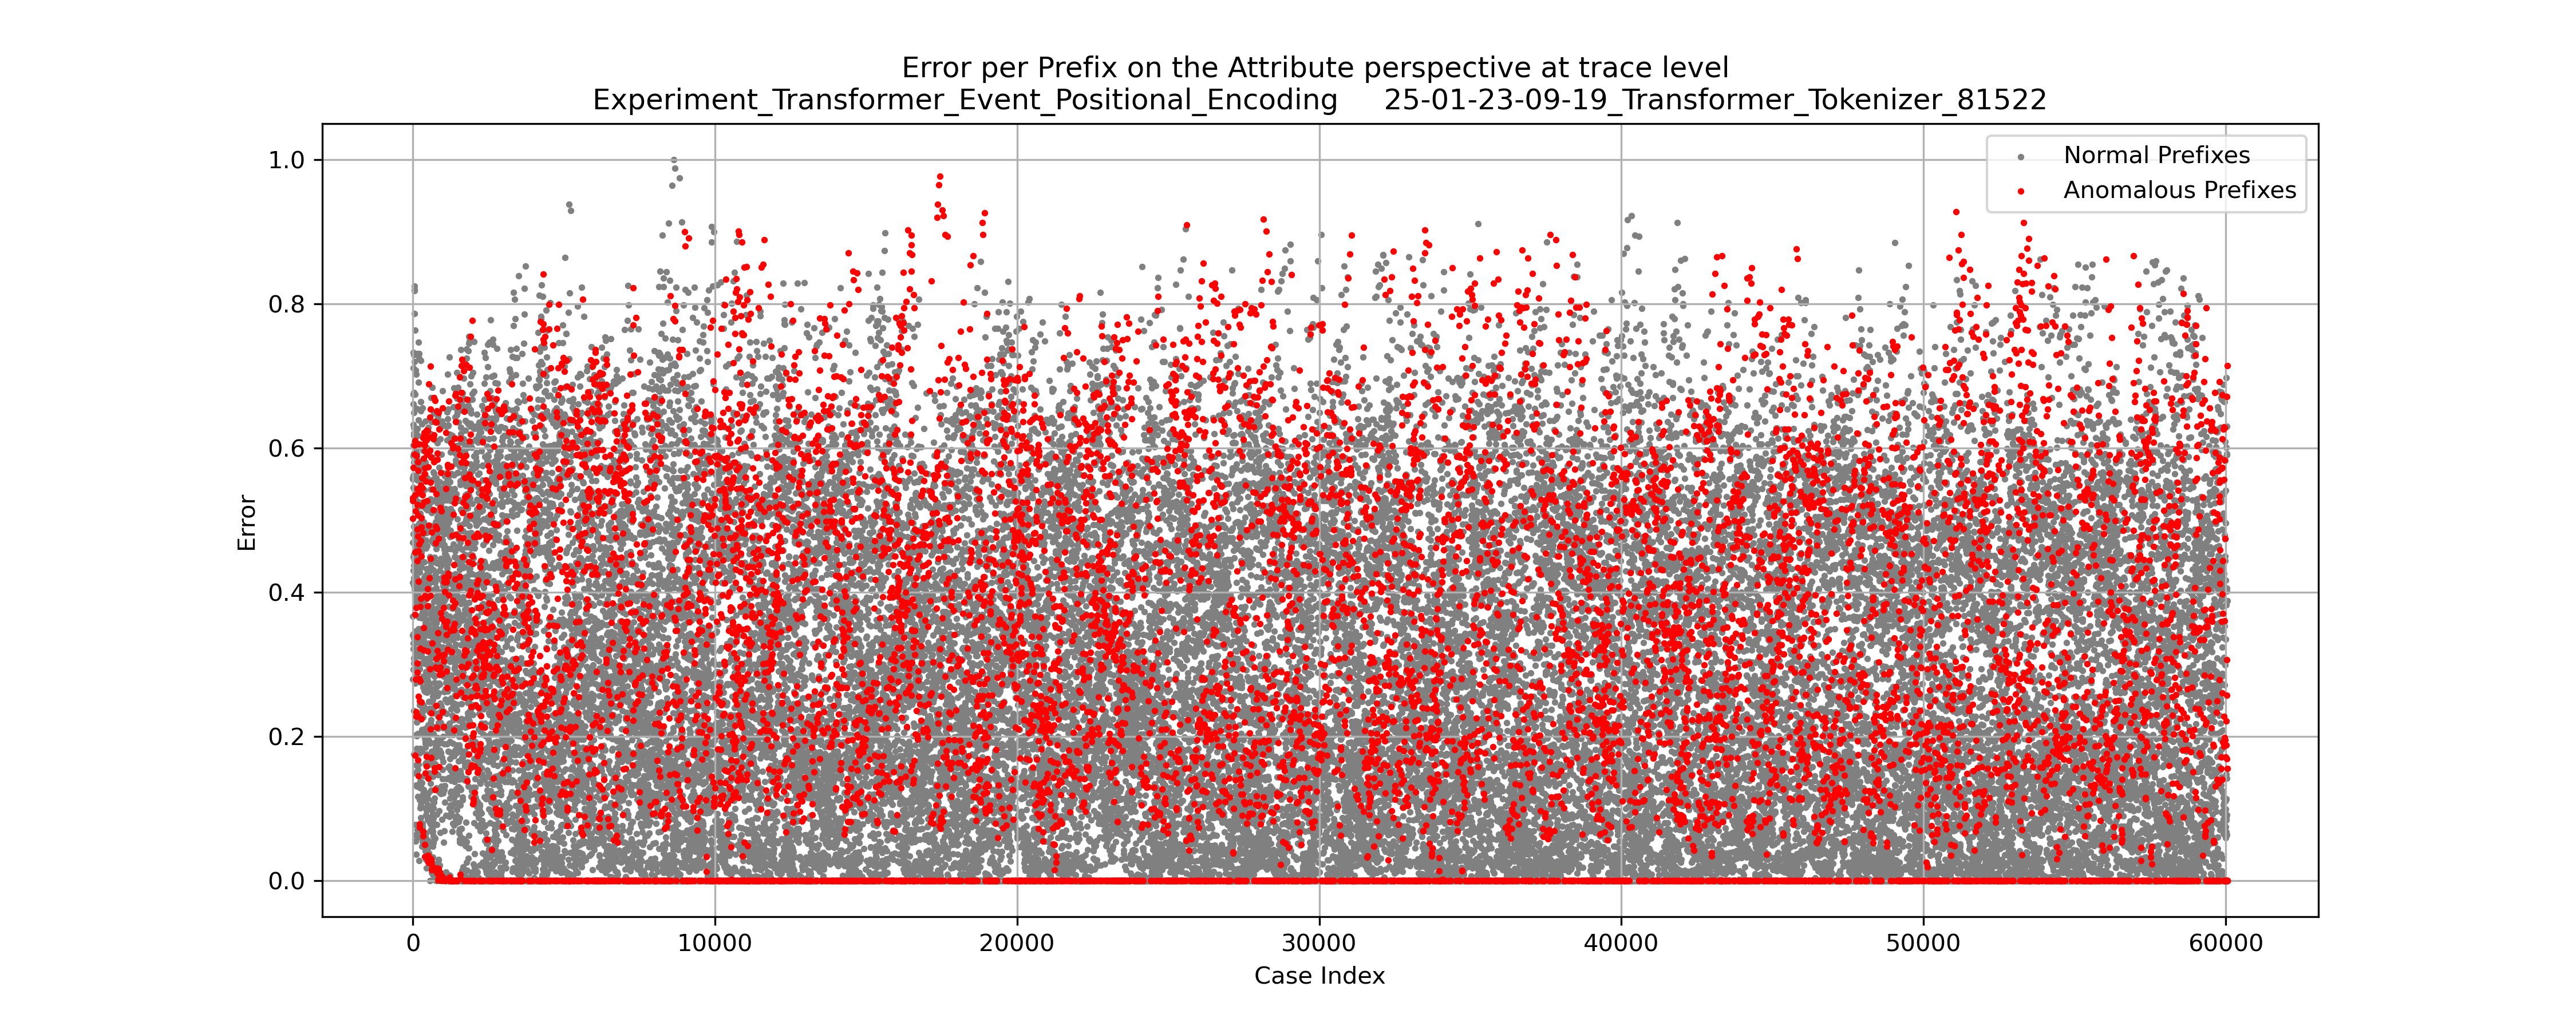 Error per Prefix on the Attribute perspective at trace level
Experiment_Transformer_Event_Positional_Encoding 25-01-23-09-19_Transformer_Tokenizer_81522
Normal Prefixes
Anomalous Prefixes
Error
1.0
0.8
0.6
0.4
0.2
0.0
0 10000 20000 30000 40000 50000 60000
Case Index